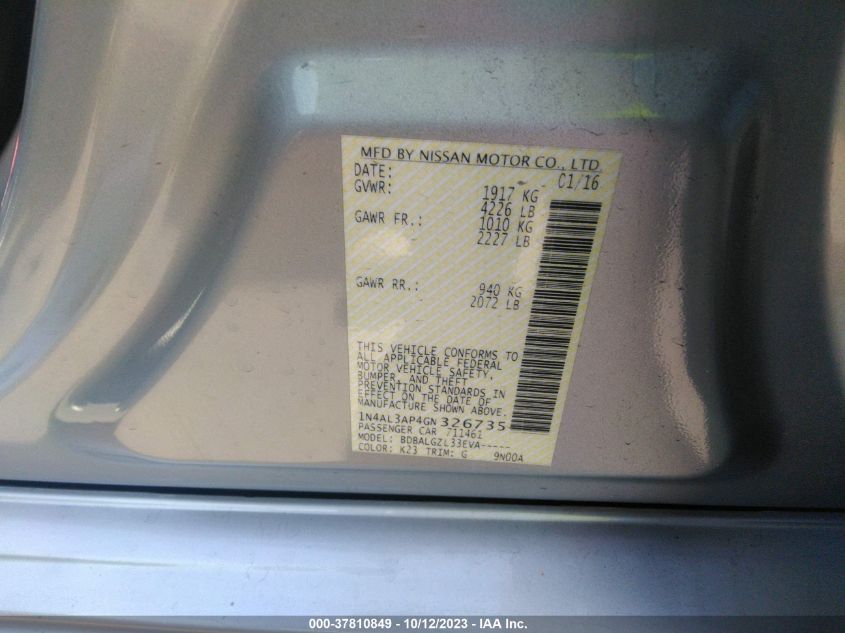 MFD BY NISSAN MOTOR CO., LTD.
DATE: 01/16
GVWR: 1917 KG
4226 LB
GAWR FR.: 1010 KG
2227 LB
GAWR RR.: 940 KG
2072 LB
THIS VEHICLE CONFORMS TO
ALL APPLICABLE FEDERAL
MOTOR VEHICLE SAFETY,
BUMPER, AND THEFT
PREVENTION STANDARDS IN
EFFECT ON THE DATE OF
MANUFACTURE SHOWN ABOVE.
1N4AL3AP4GN326735
PASSENGER CAR 711461
MODEL: BDBALGZL33EVA-----
COLOR: K23 TRIM: G 9N00A
000-37810849 - 10/12/2023 - IAA Inc.